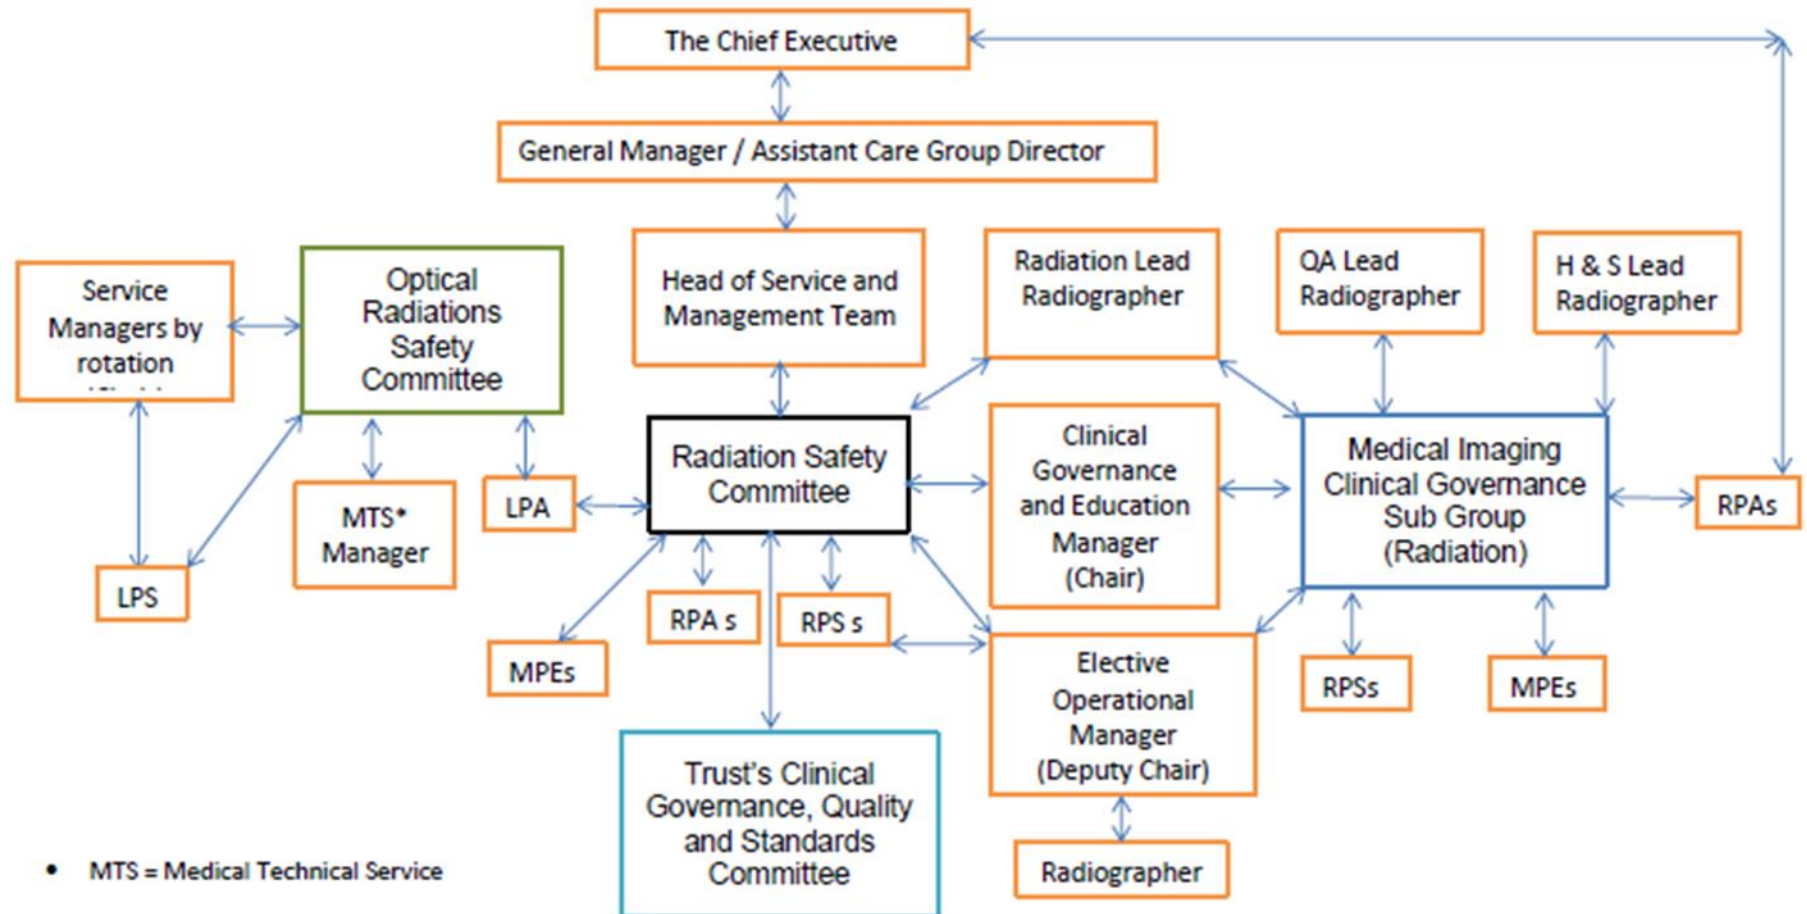 The Chief Executive
General Manager / Assistant Care Group Director
Service
Managers by
rotation
Optical
Radiations
Safety
Committee
Head of Service and
Management Team
Radiation Lead
Radiographer
QA Lead
Radiographer
H & S Lead
Radiographer
LPS
MTS*
Manager
LPA
Radiation Safety
Committee
Clinical
Governance
and Education
Manager
(Chair)
Medical Imaging
Clinical Governance
Sub Group
(Radiation)
RPAs
MPEs
RPA s
RPS s
Elective
Operational
Manager
(Deputy Chair)
RPSs
MPEs
Trust's Clinical
Governance, Quality
and Standards
Committee
Radiographer
• MTS = Medical Technical Service